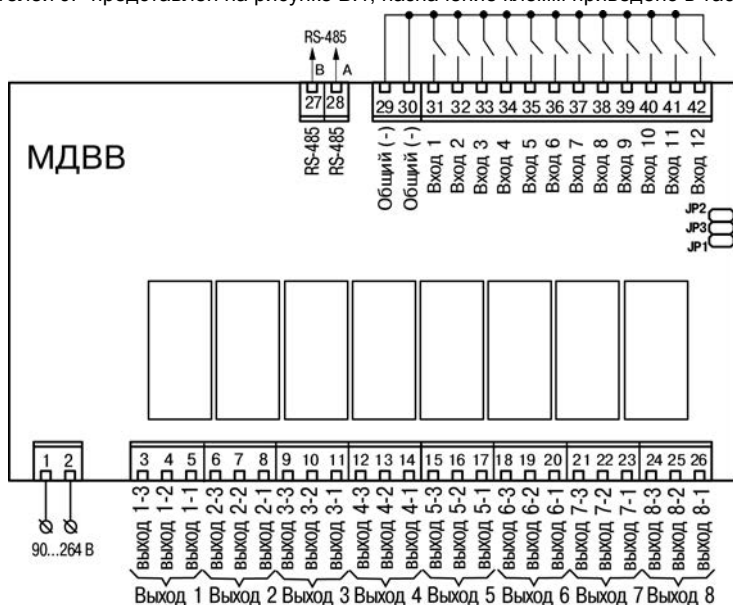 RS-485
B A
27 28 29 30 31 32 33 34 35 36 37 38 39 40 41 42
RS-485 RS-485 Общий (-) Общий (-) Вход 1 Вход 2 Вход 3 Вход 4 Вход 5 Вход 6 Вход 7 Вход 8 Вход 9 Вход 10 Вход 11 Вход 12
МДВВ
JP2
JP3
JP1
1 2 3 4 5 6 7 8 9 10 11 12 13 14 15 16 17 18 19 20 21 22 23 24 25 26
Выход 1-3 Выход 1-2 Выход 1-1 Выход 2-3 Выход 2-2 Выход 2-1 Выход 3-3 Выход 3-2 Выход 3-1 Выход 4-3 Выход 4-2 Выход 4-1 Выход 5-3 Выход 5-2 Выход 5-1 Выход 6-3 Выход 6-2 Выход 6-1 Выход 7-3 Выход 7-2 Выход 7-1 Выход 8-3 Выход 8-2 Выход 8-1
90...264 В
Выход 1 Выход 2 Выход 3 Выход 4 Выход 5 Выход 6 Выход 7 Выход 8